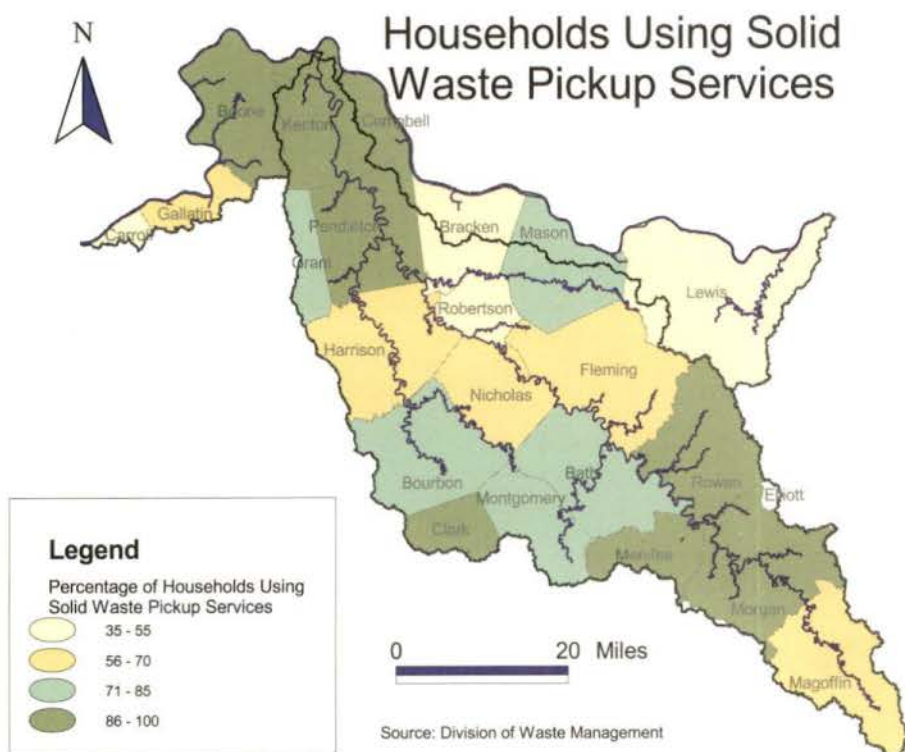 Households Using Solid
Waste Pickup Services
N
Boone
Kenton
Campbell
Gallatin
Carroll
Pendleton
Grant
Bracken
Mason
Lewis
Robertson
Harrison
Nicholas
Fleming
Bourbon
Bath
Montgomery
Rowan
Elliott
Clark
Menifee
Morgan
Magoffin
Legend
Percentage of Households Using
Solid Waste Pickup Services
35 - 55
56 - 70
71 - 85
86 - 100
0 20 Miles
Source: Division of Waste Management